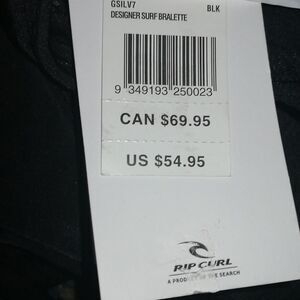 GSILV7 BLK
DESIGNER SURF BRALETTE
9 349193 250023
CAN $69.95
US $54.95
RIP CURL
A PRODUCT OF THE SEARCH